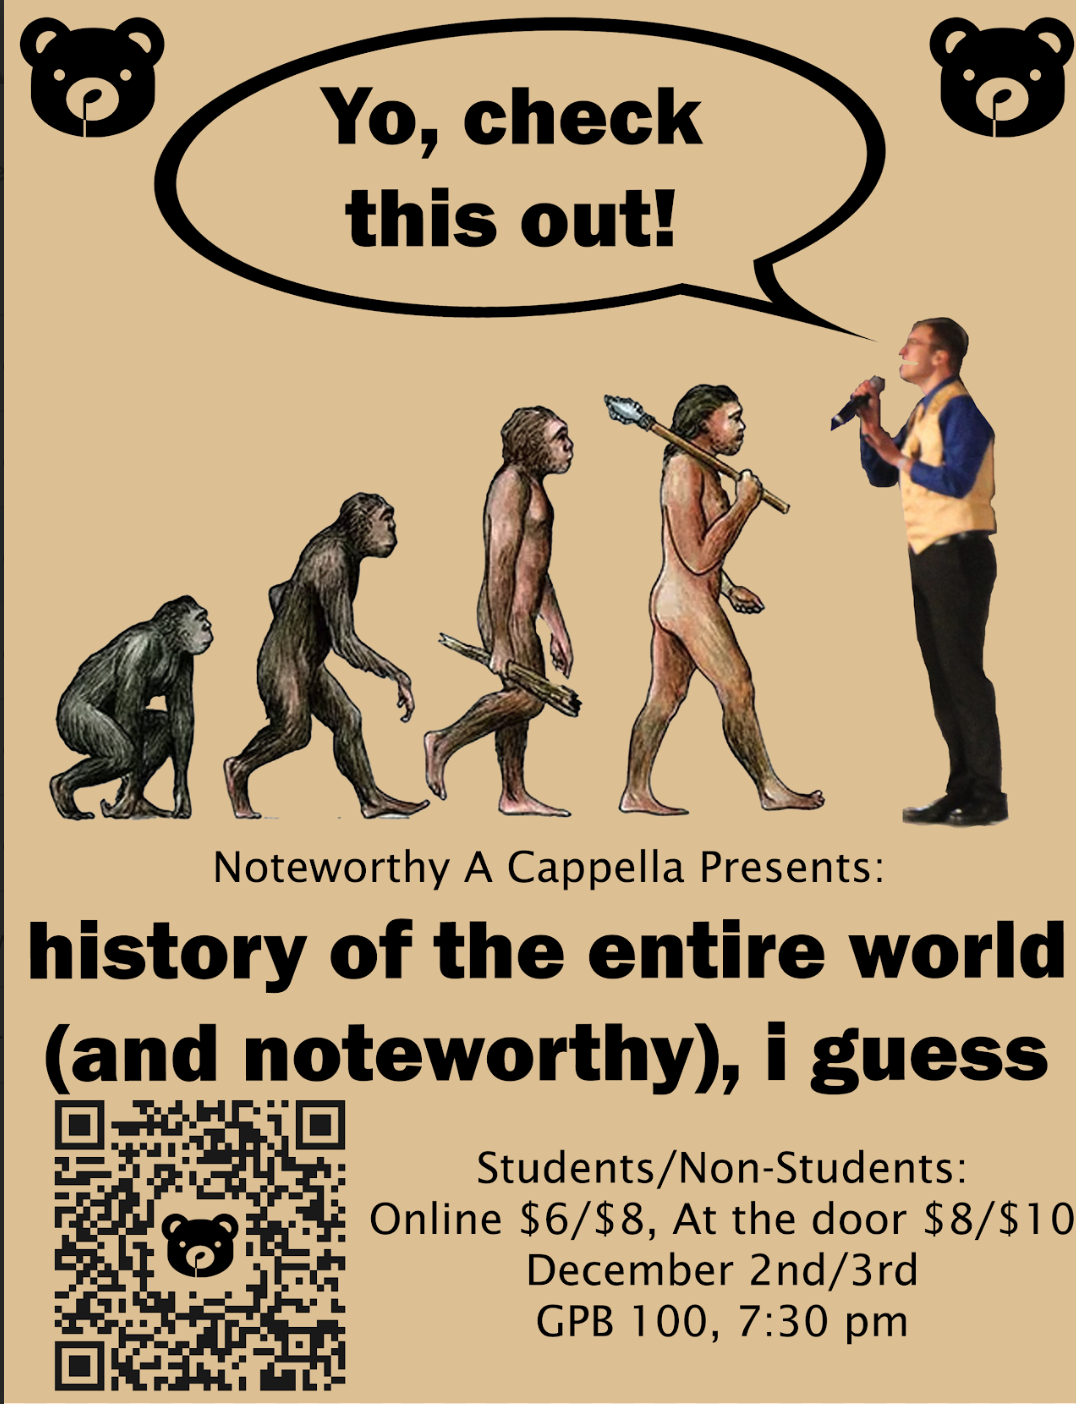 Yo, check
this out!
Noteworthy A Cappella Presents:
history of the entire world
(and noteworthy), i guess
Students/Non-Students:
Online $6/$8, At the door $8/$10
December 2nd/3rd
GPB 100, 7:30 pm